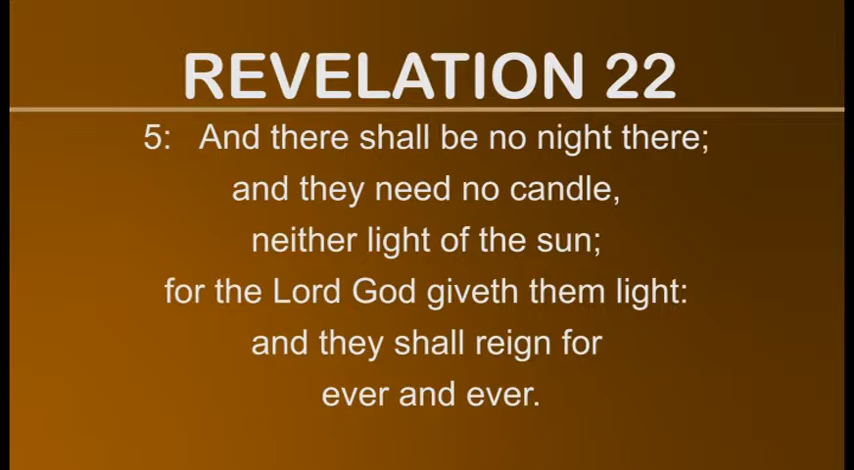 REVELATION 22
5: And there shall be no night there;
and they need no candle,
neither light of the sun;
for the Lord God giveth them light:
and they shall reign for
ever and ever.